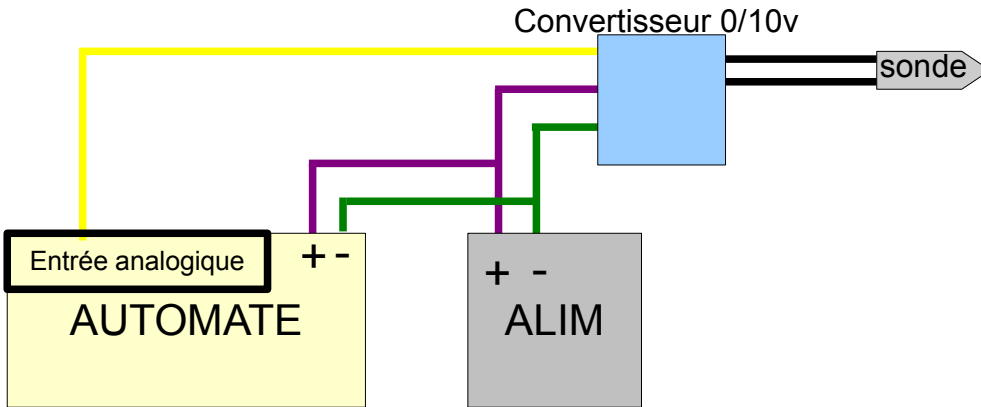 Convertisseur 0/10v
sonde
Entrée analogique
+ -
AUTOMATE
+ -
ALIM